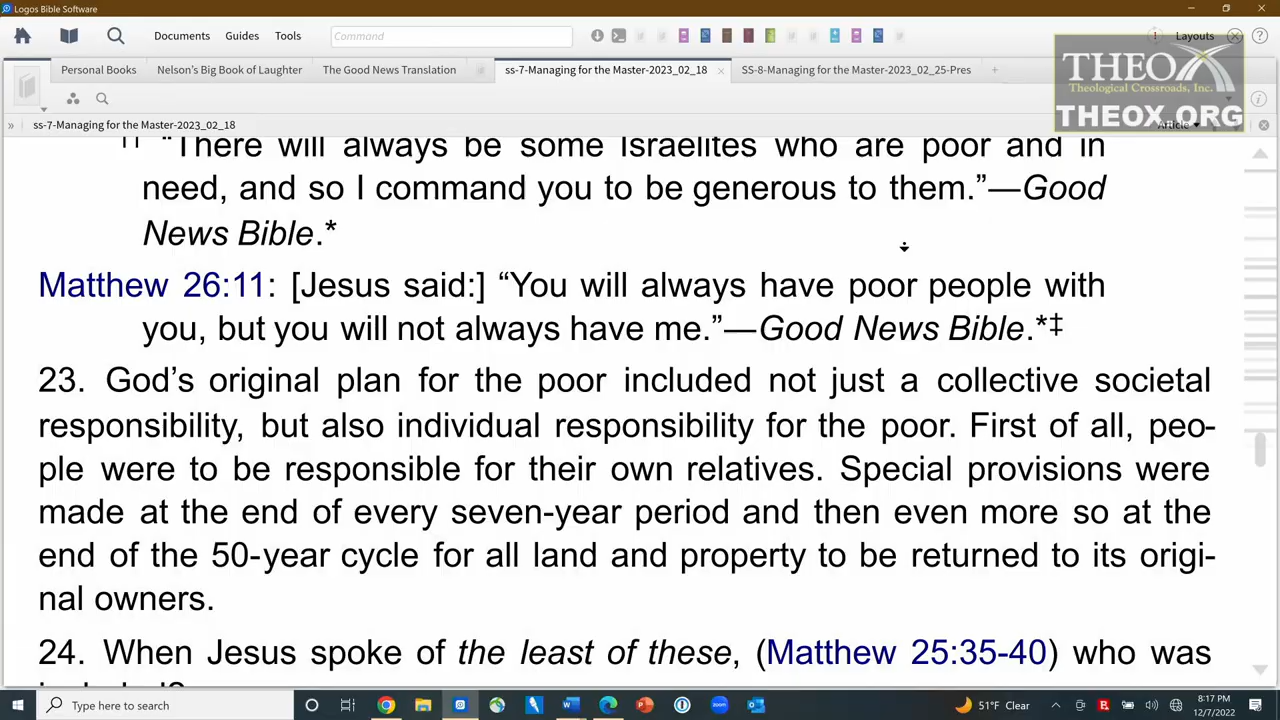 Logos Bible Software
Documents Guides Tools Command Layouts
THEOX
Theological Crossroads, Inc.
THEOX.ORG
Personal Books Nelson's Big Book of Laughter The Good News Translation ss-7-Managing for the Master-2023_02_18 SS-8-Managing for the Master-2023_02_25-Pres
ss-7-Managing for the Master-2023_02_18 Article
11 “There will always be some Israelites who are poor and in
need, and so I command you to be generous to them.”—Good
News Bible.*
Matthew 26:11: [Jesus said:] “You will always have poor people with
you, but you will not always have me.”—Good News Bible.*‡
23. God’s original plan for the poor included not just a collective societal
responsibility, but also individual responsibility for the poor. First of all, peo-
ple were to be responsible for their own relatives. Special provisions were
made at the end of every seven-year period and then even more so at the
end of the 50-year cycle for all land and property to be returned to its origi-
nal owners.
24. When Jesus spoke of the least of these, (Matthew 25:35-40) who was
included?
Type here to search 51°F Clear 8:17 PM
12/7/2022